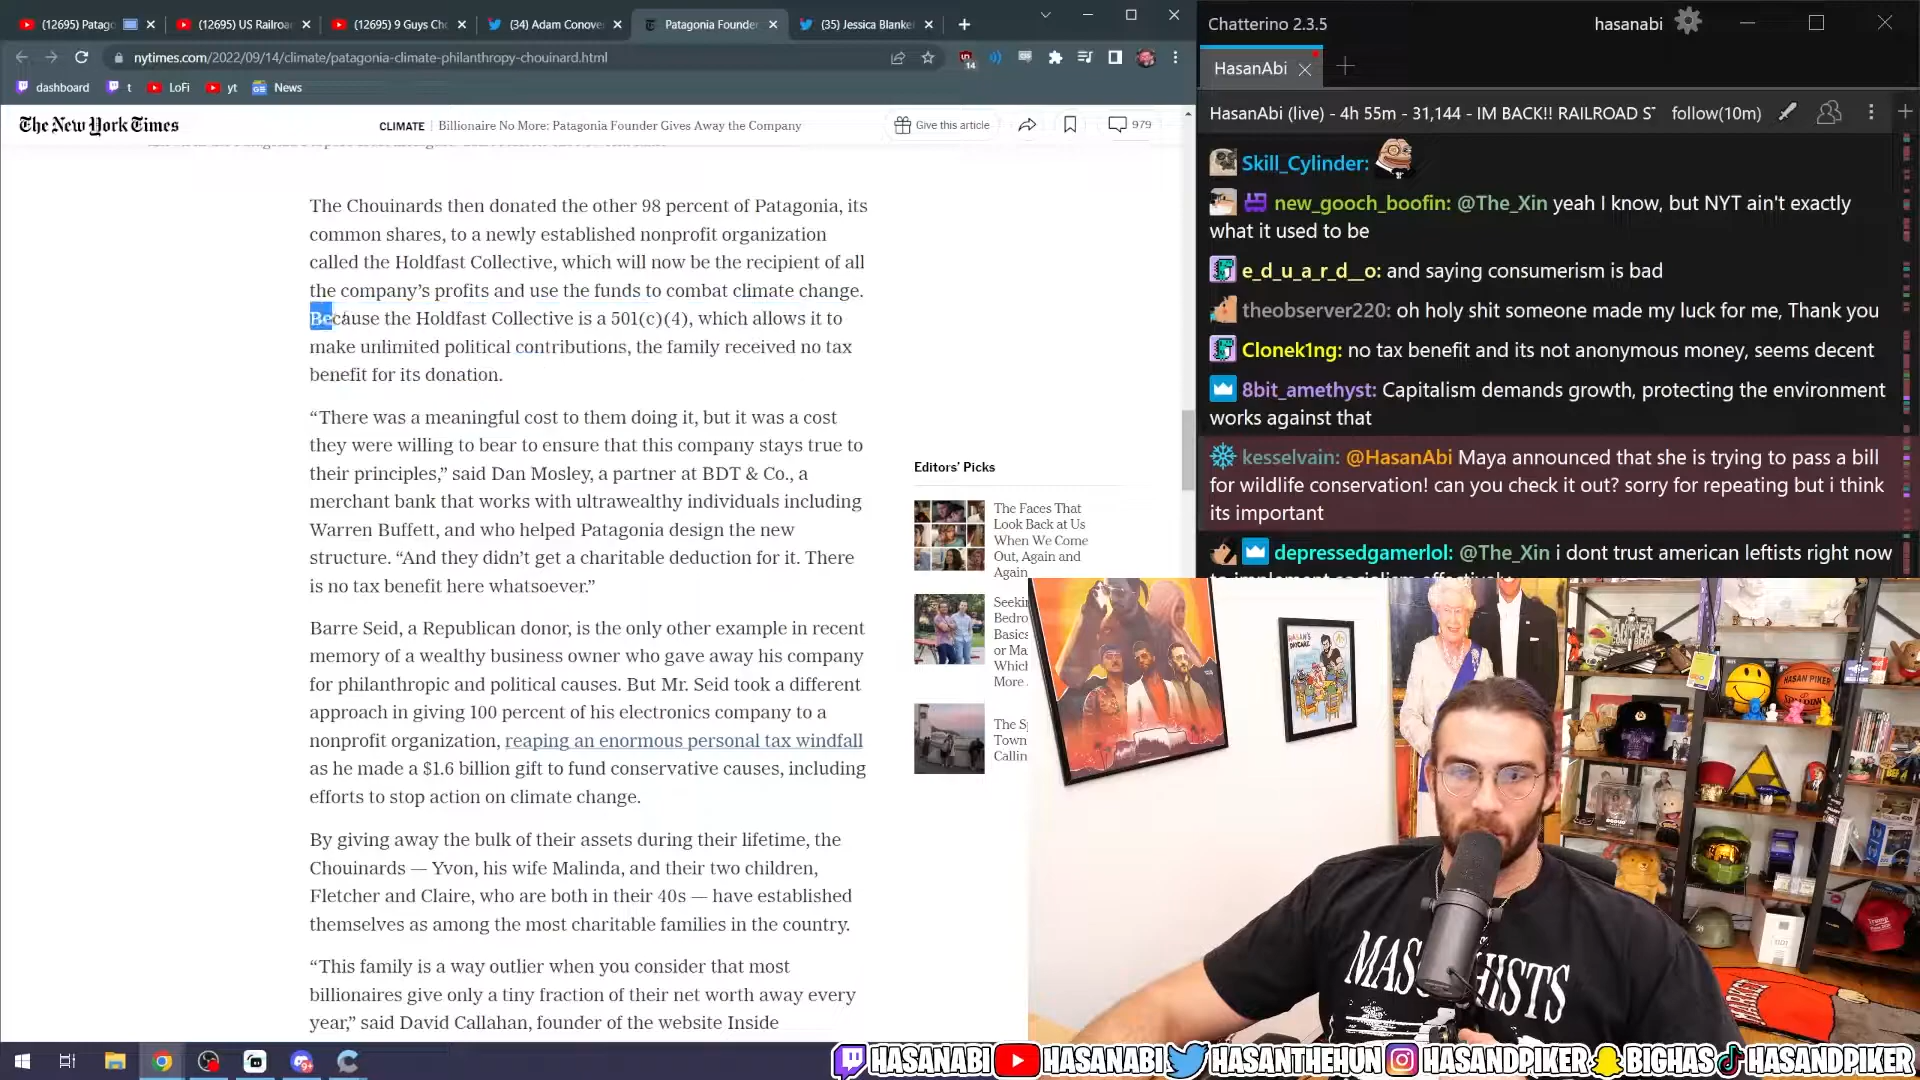 (12695) Patago
(12695) US Railroa
(12695) 9 Guys Ch
(34) Adam Conove
Patagonia Founder
(35) Jessica Blanke
nytimes.com/2022/09/14/climate/patagonia-climate-philanthropy-chouinard.html
14
dashboard
t
LoFi
yt
News
The New York Times
CLIMATE | Billionaire No More: Patagonia Founder Gives Away the Company
Give this article
979
The Chouinards then donated the other 98 percent of Patagonia, its
common shares, to a newly established nonprofit organization
called the Holdfast Collective, which will now be the recipient of all
the company’s profits and use the funds to combat climate change.
Because the Holdfast Collective is a 501(c)(4), which allows it to
make unlimited political contributions, the family received no tax
benefit for its donation.
“There was a meaningful cost to them doing it, but it was a cost
they were willing to bear to ensure that this company stays true to
their principles,” said Dan Mosley, a partner at BDT & Co., a
merchant bank that works with ultrawealthy individuals including
Warren Buffett, and who helped Patagonia design the new
structure. “And they didn’t get a charitable deduction for it. There
is no tax benefit here whatsoever.”
Barre Seid, a Republican donor, is the only other example in recent
memory of a wealthy business owner who gave away his company
for philanthropic and political causes. But Mr. Seid took a different
approach in giving 100 percent of his electronics company to a
nonprofit organization, reaping an enormous personal tax windfall
as he made a $1.6 billion gift to fund conservative causes, including
efforts to stop action on climate change.
By giving away the bulk of their assets during their lifetime, the
Chouinards — Yvon, his wife Malinda, and their two children,
Fletcher and Claire, who are both in their 40s — have established
themselves as among the most charitable families in the country.
“This family is a way outlier when you consider that most
billionaires give only a tiny fraction of their net worth away every
year,” said David Callahan, founder of the website Inside
Editors’ Picks
The Faces That
Look Back at Us
When We Come
Out, Again and
Again
Seeki
Bedro
Basics
or Ma
Which
More
The S
Town
Callin
Chatterino 2.3.5
hasanabi
HasanAbi
HasanAbi (live) - 4h 55m - 31,144 - IM BACK!! RAILROAD ST
follow(10m)
Skill_Cylinder:
new_gooch_boofin: @The_Xin yeah I know, but NYT ain't exactly
what it used to be
e_d_u_a_r_d__o: and saying consumerism is bad
theobserver220: oh holy shit someone made my luck for me, Thank you
Clonek1ng: no tax benefit and its not anonymous money, seems decent
8bit_amethyst: Capitalism demands growth, protecting the environment
works against that
kesselvain: @HasanAbi Maya announced that she is trying to pass a bill
for wildlife conservation! can you check it out? sorry for repeating but i think
its important
depressedgamerlol: @The_Xin i dont trust american leftists right now
to implement socialism effectively
HASAN'S
DAYCARE
HASAN PIKER
HASANABI
HASANABI
HASANTHEHUN
HASANDPIKER
BIGHAS
HASANDPIKER